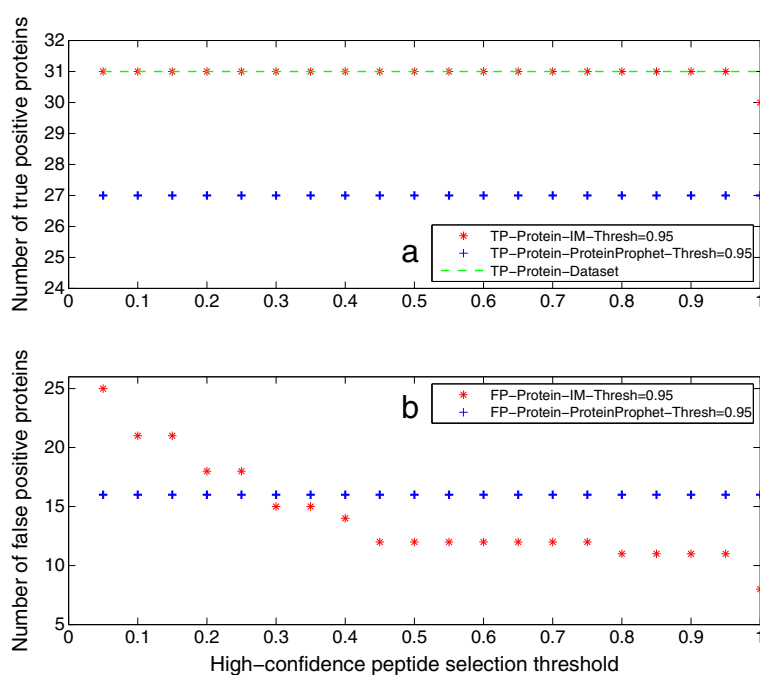 32
31
30
29
28
27
26
25
24
Number of true positive proteins
a
TP−Protein−IM−Thresh=0.95
TP−Protein−ProteinProphet−Thresh=0.95
TP−Protein−Dataset
0 0.1 0.2 0.3 0.4 0.5 0.6 0.7 0.8 0.9 1
25
20
15
10
5
Number of false positive proteins
b
FP−Protein−IM−Thresh=0.95
FP−Protein−ProteinProphet−Thresh=0.95
0 0.1 0.2 0.3 0.4 0.5 0.6 0.7 0.8 0.9 1
High−confidence peptide selection threshold